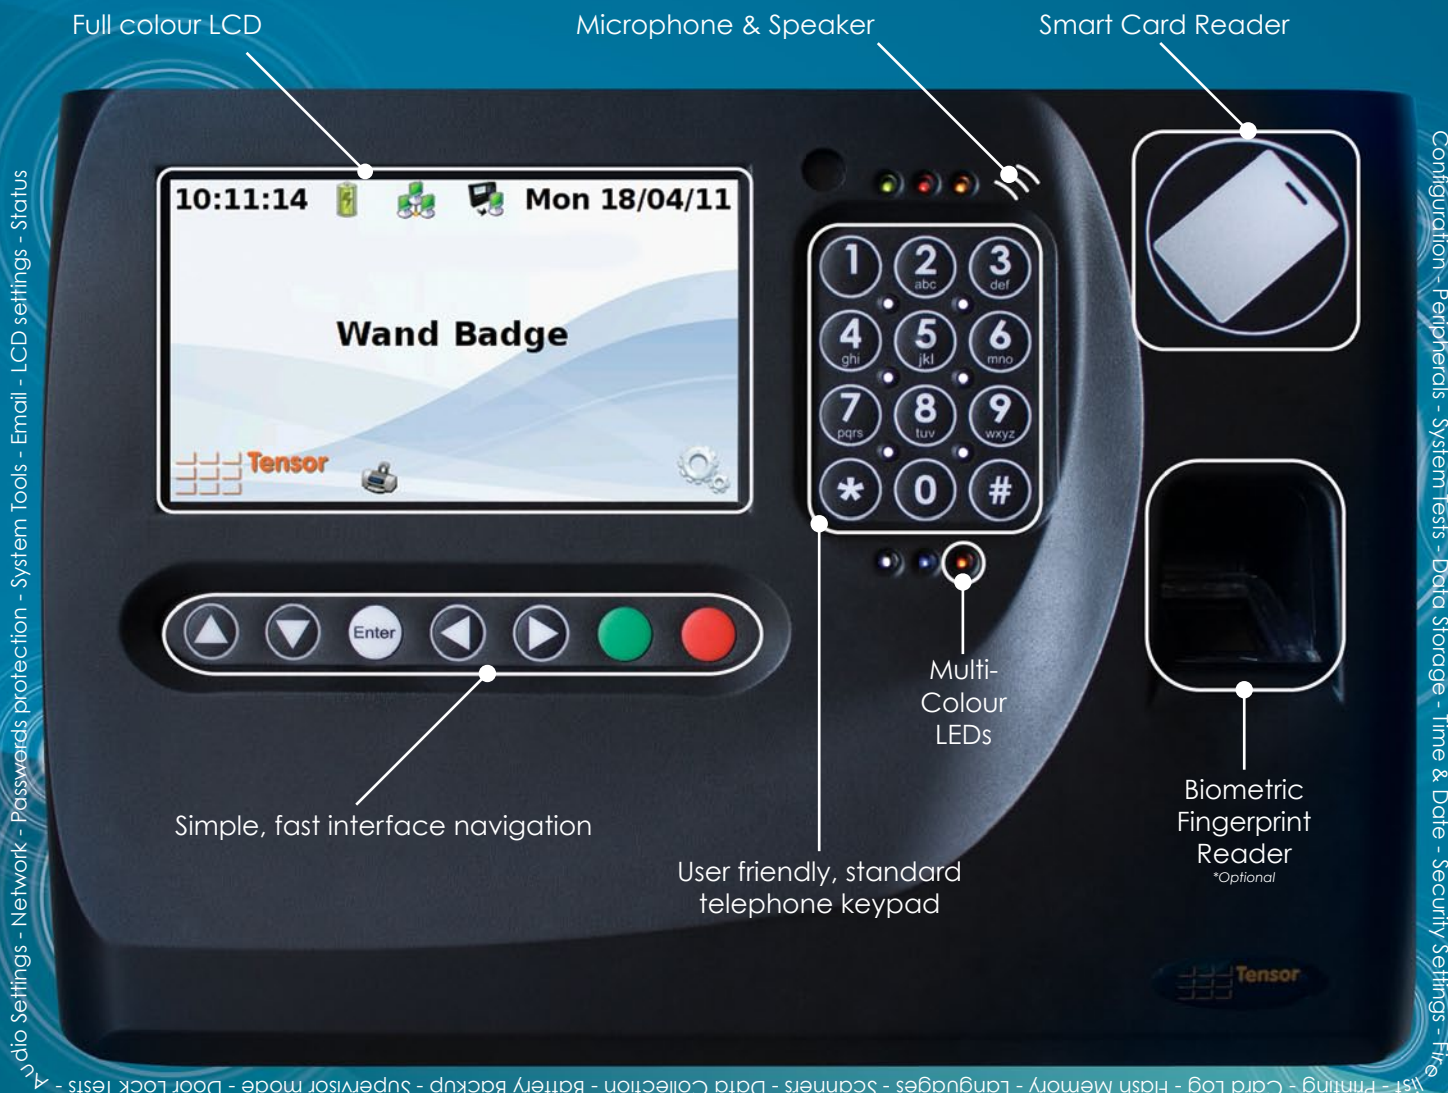 Full colour LCD
Microphone & Speaker
Smart Card Reader
10:11:14
Mon 18/04/11
Wand Badge
Tensor
1
2
abc
3
def
4
ghi
5
jkl
6
mno
7
pqrs
8
tuv
9
wxyz
*
0
#
Enter
Multi-
Colour
LEDs
Simple, fast interface navigation
User friendly, standard
telephone keypad
Biometric
Fingerprint
Reader
*Optional
Tensor
Configuration - Peripherals - System Tests - Data Storage - Time & Date - Security Settings - Fire
list - Printing - Card Log - Flash Memory - Languages - Scanners - Data Collection - Battery Backup - Supervisor mode - Door Lock Tests -
Audio Settings - Network - Passwords protection - System Tools - Email - LCD settings - Status